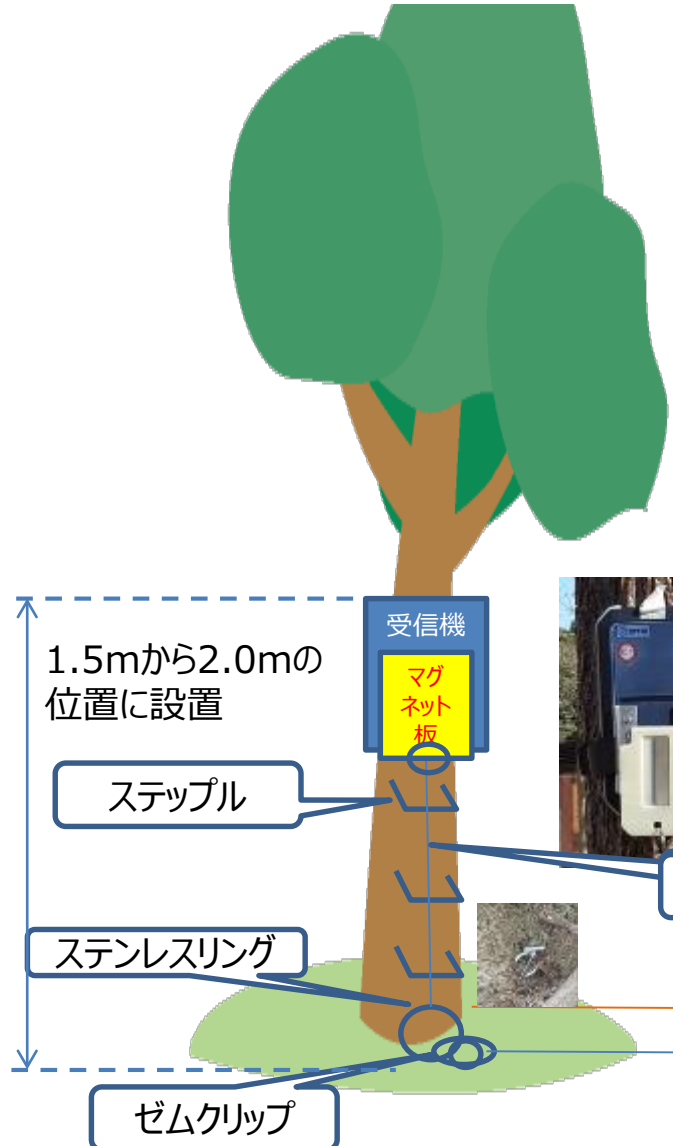 受信機
マグ
ネット
板
1.5mから2.0mの
位置に設置
ステップル
ステンレスリング
ゼムクリップ